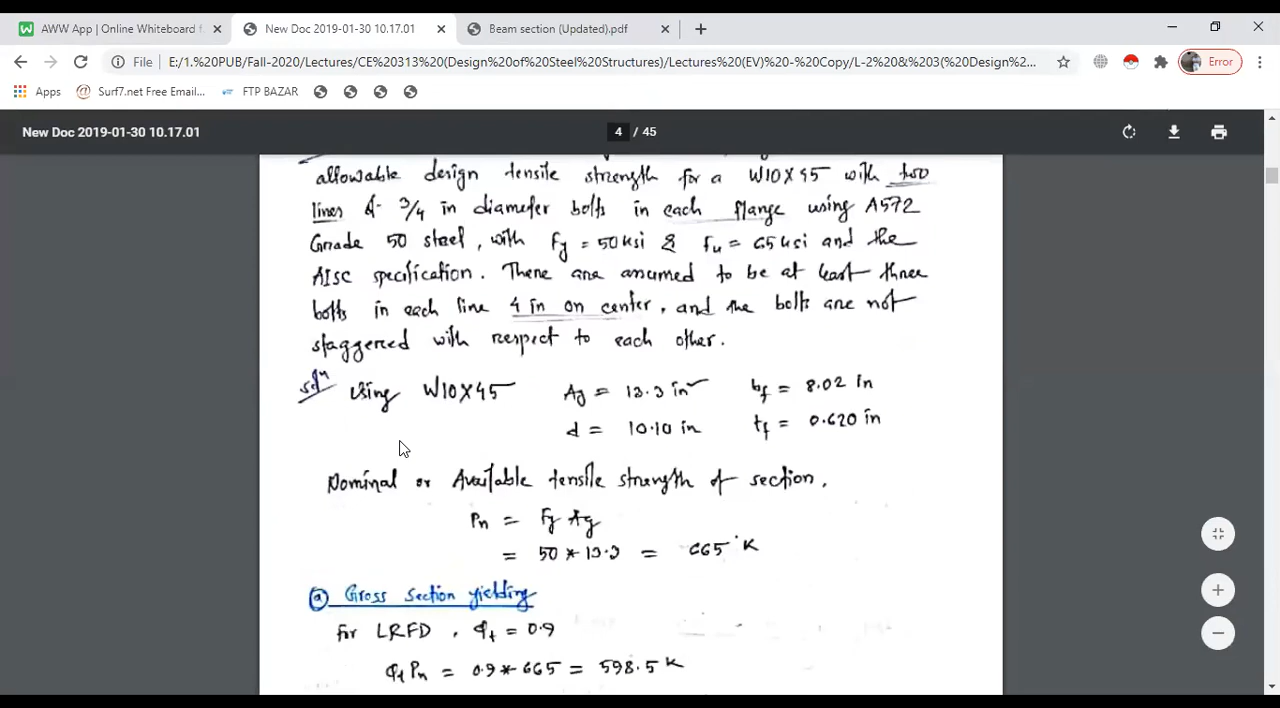 AWW App | Online Whiteboard f
New Doc 2019-01-30 10.17.01
Beam section (Updated).pdf
File
E:/1.%20PUB/Fall-2020/Lectures/CE%20313%20(Design%20of%20Steel%20Structures)/Lectures%20(EV)%20-%20Copy/L-2%20&%203(%20Design%2...
Error
Apps
Surf7.net Free Email...
FTP BAZAR
New Doc 2019-01-30 10.17.01
4 / 45
allowable design tensile strength for a W10X45 with two
lines of 3/4 in diameter bolts in each flange using A572
Grade 50 steel, with Fy = 50 ksi & Fu = 65 ksi and the
AISC specification. There are assumed to be at least three
bolts in each line 4 in on center, and the bolts are not
staggered with respect to each other.
Solⁿ Using W10X45 Ag = 13.3 in² bf = 8.02 in
d = 10.10 in tf = 0.620 in
Nominal or Available tensile strength of section.
Pn = Fy Ag
= 50 * 13.3 = 665 K
(a) Gross section yielding
For LRFD, Φt = 0.9
Φt Pn = 0.9 * 665 = 598.5 K